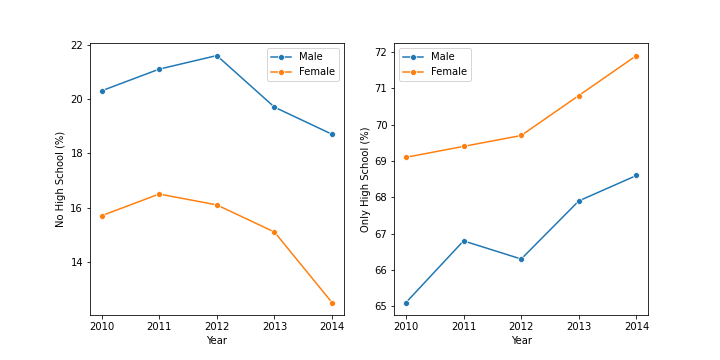 22
20
18
16
14
No High School (%)
2010 2011 2012 2013 2014
Year
Male
Female
72
71
70
69
68
67
66
65
Only High School (%)
2010 2011 2012 2013 2014
Year
Male
Female